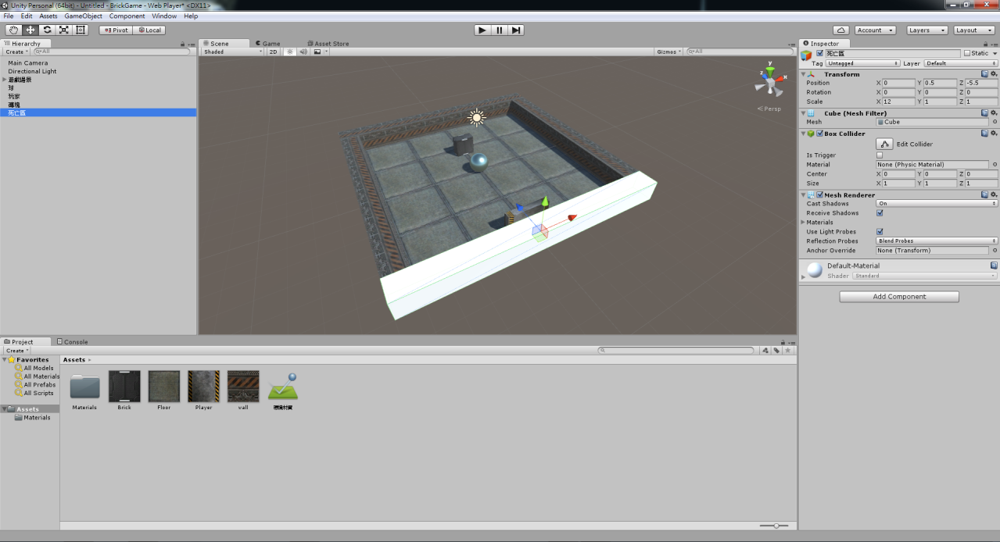 Unity Personal (64bit) - Untitled - BrickGame - Web Player* <DX11>
File Edit Assets GameObject Component Window Help
Pivot Local Account Layers Layout
Hierarchy
Create All
Main Camera
Directional Light
遊戲場景
球
玩家
磚塊
死亡區
Scene Game Asset Store
Shaded 2D Gizmos All
y
z x
Persp
Inspector
死亡區 Static
Tag Untagged Layer Default
Transform
Position X 0 Y 0.5 Z -5.5
Rotation X 0 Y 0 Z 0
Scale X 12 Y 1 Z 1
Cube (Mesh Filter)
Mesh Cube
Box Collider
Edit Collider
Is Trigger
Material None (Physic Material)
Center X 0 Y 0 Z 0
Size X 1 Y 1 Z 1
Mesh Renderer
Cast Shadows On
Receive Shadows
Materials
Use Light Probes
Reflection Probes Blend Probes
Anchor Override None (Transform)
Default-Material
Shader Standard
Add Component
Project Console
Create
Favorites
All Models
All Materials
All Prefabs
All Scripts
Assets
Materials
Assets
Materials Brick Floor Player wall 環境材質